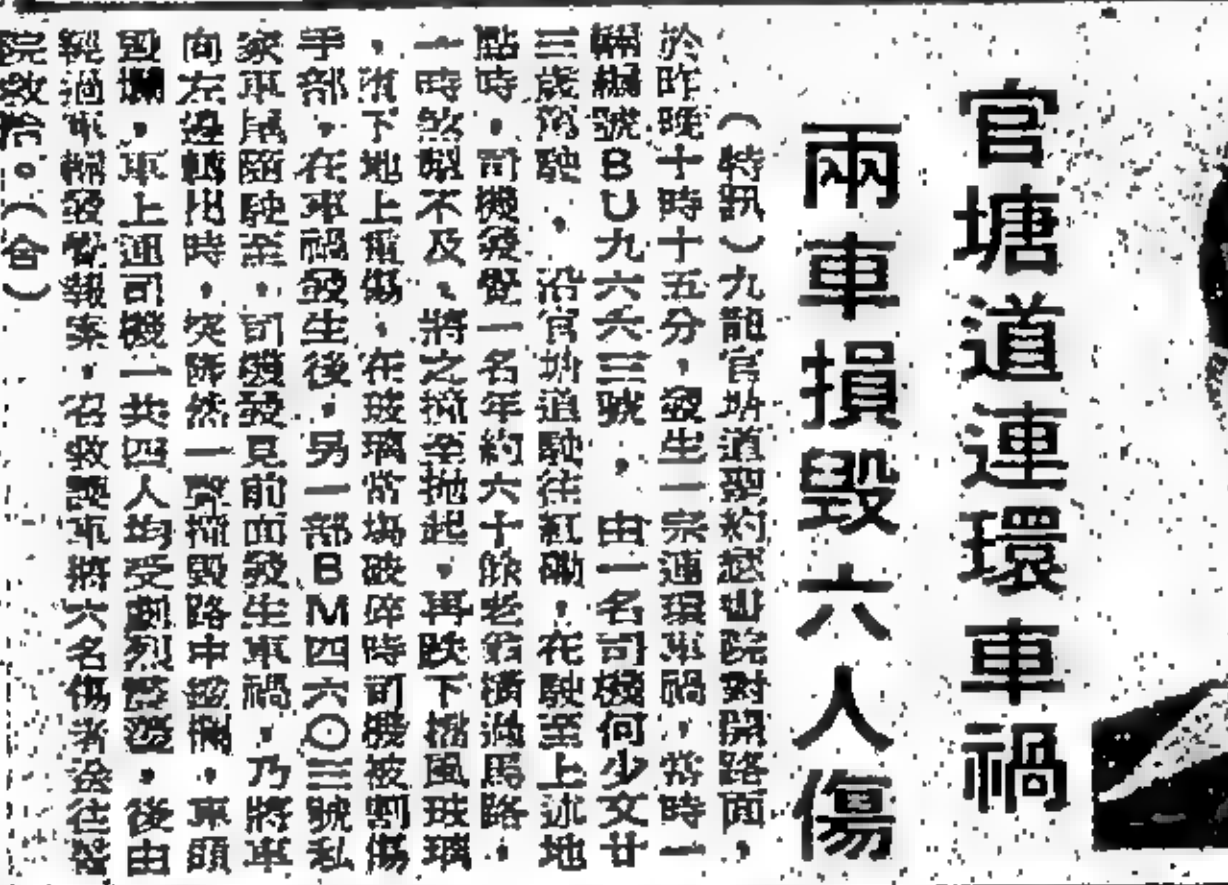 官塘道連環車禍
兩車損毀六人傷
（特訊）九龍官塘道聖約瑟山院對開路面，
於昨晚十時十五分，發生一宗連環車禍，當時一
輛 號BU九六六三號，由一名司機何少文廿
三歲駕駛，沿官塘道駛往紅磡，在駛至上述地
點時，司機發覺一名年約六十餘老翁橫過馬路，
一時煞掣不及，將之撞至抛起，再跌下擋風玻璃
，墮下地上重傷，在玻璃當塲破碎時司機被割傷
手部，在車禍發生後，另一部BM四六〇三號私
家車尾隨駛至，司機發見前面發生車禍，乃將車
向左邊轉出時，突轟然一聲撞毀路中 欄，車頭
毀爛，車上連司機一共四人均受劇烈震盪，後由
經過車輛發覺報案，召救護車將六名傷者送往醫
院救治。（合）